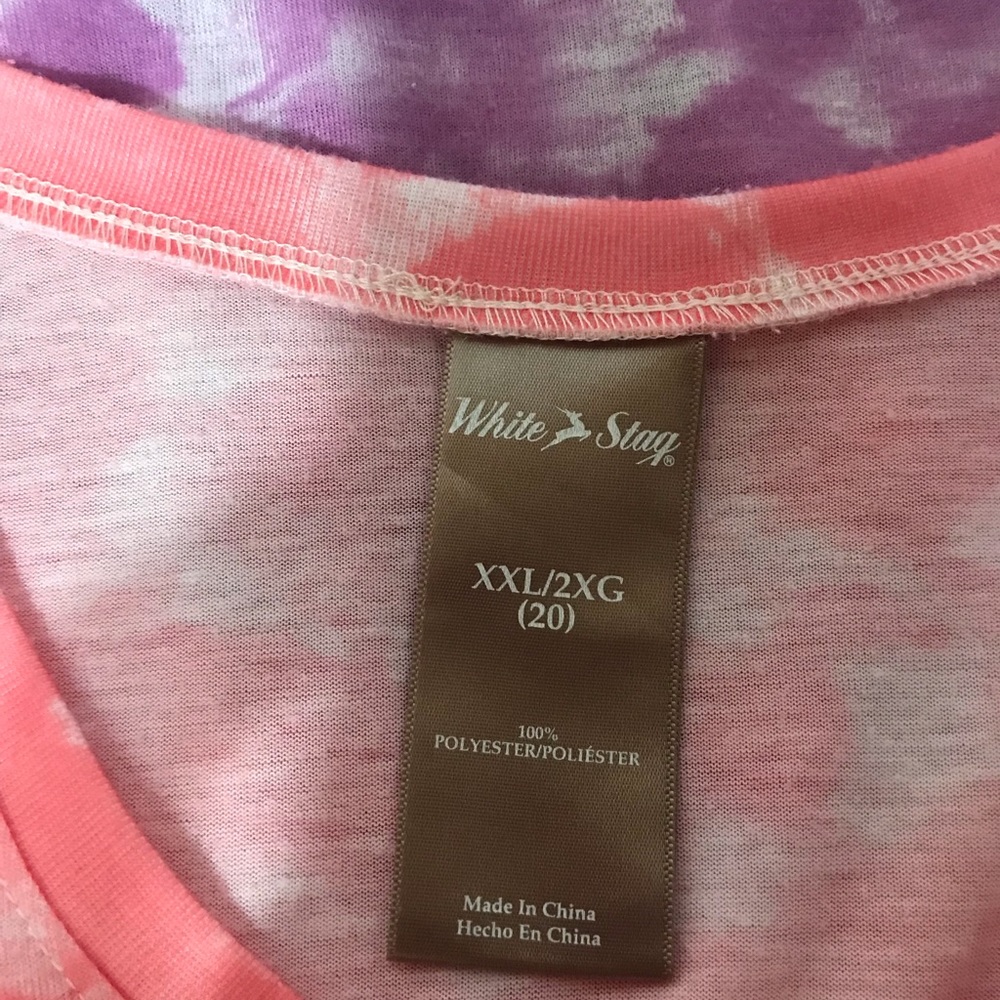 White Stag®
XXL/2XG
(20)
100%
POLYESTER/POLIÉSTER
Made In China
Hecho En China